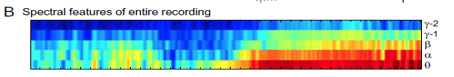 B Spectral features of entire recording
γ-2
γ-1
β
α
θ